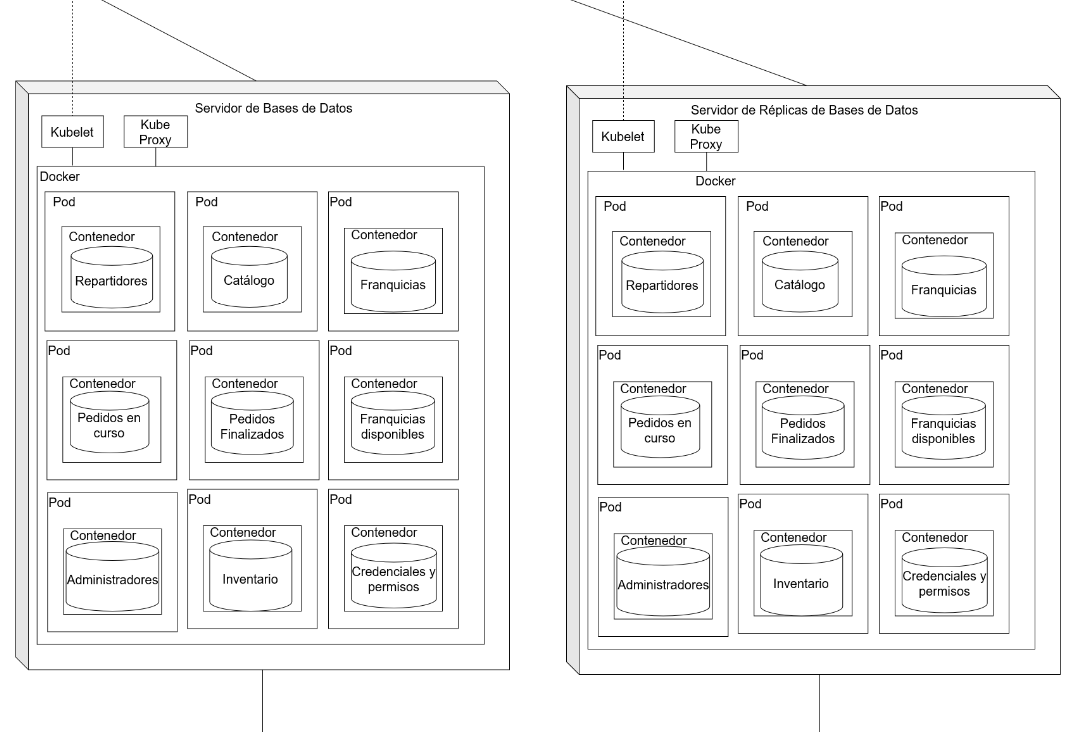 Servidor de Bases de Datos
Kubelet
Kube
Proxy
Docker
Pod
Contenedor
Repartidores
Pod
Contenedor
Catálogo
Pod
Contenedor
Franquicias
Pod
Contenedor
Pedidos en
curso
Pod
Contenedor
Pedidos
Finalizados
Pod
Contenedor
Franquicias
disponibles
Pod
Contenedor
Administradores
Pod
Contenedor
Inventario
Pod
Contenedor
Credenciales y
permisos
Servidor de Réplicas de Bases de Datos
Kubelet
Kube
Proxy
Docker
Pod
Contenedor
Repartidores
Pod
Contenedor
Catálogo
Pod
Contenedor
Franquicias
Pod
Contenedor
Pedidos en
curso
Pod
Contenedor
Pedidos
Finalizados
Pod
Contenedor
Franquicias
disponibles
Pod
Contenedor
Administradores
Pod
Contenedor
Inventario
Pod
Contenedor
Credenciales y
permisos